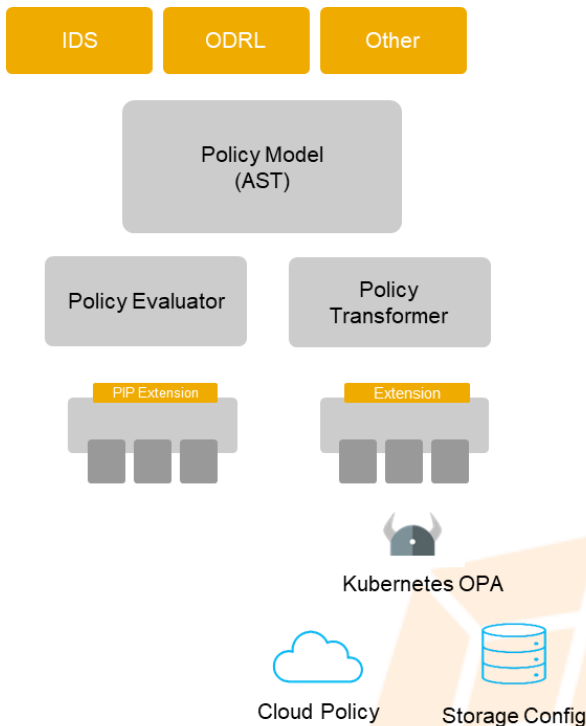 IDS
ODRL
Other
Policy Model
(AST)
Policy Evaluator
Policy
Transformer
PIP Extension
Extension
Kubernetes OPA
Cloud Policy
Storage Config